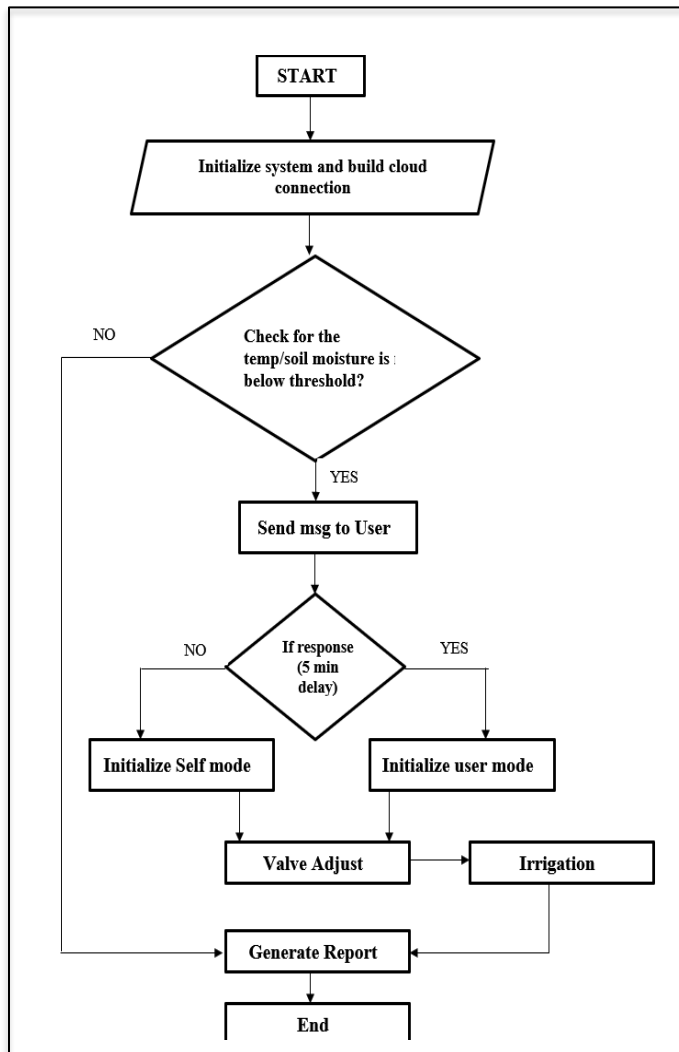 START
Initialize system and build cloud
connection
NO
Check for the
temp/soil moisture is
below threshold?
YES
Send msg to User
NO
If response
(5 min
delay)
YES
Initialize Self mode
Initialize user mode
Valve Adjust
Irrigation
Generate Report
End